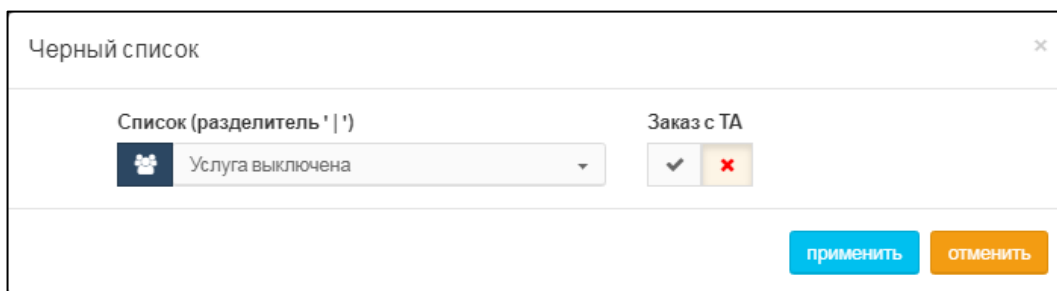 Черный список
×
Список (разделитель ' | ')
Заказ с ТА
Услуга выключена
применить
отменить